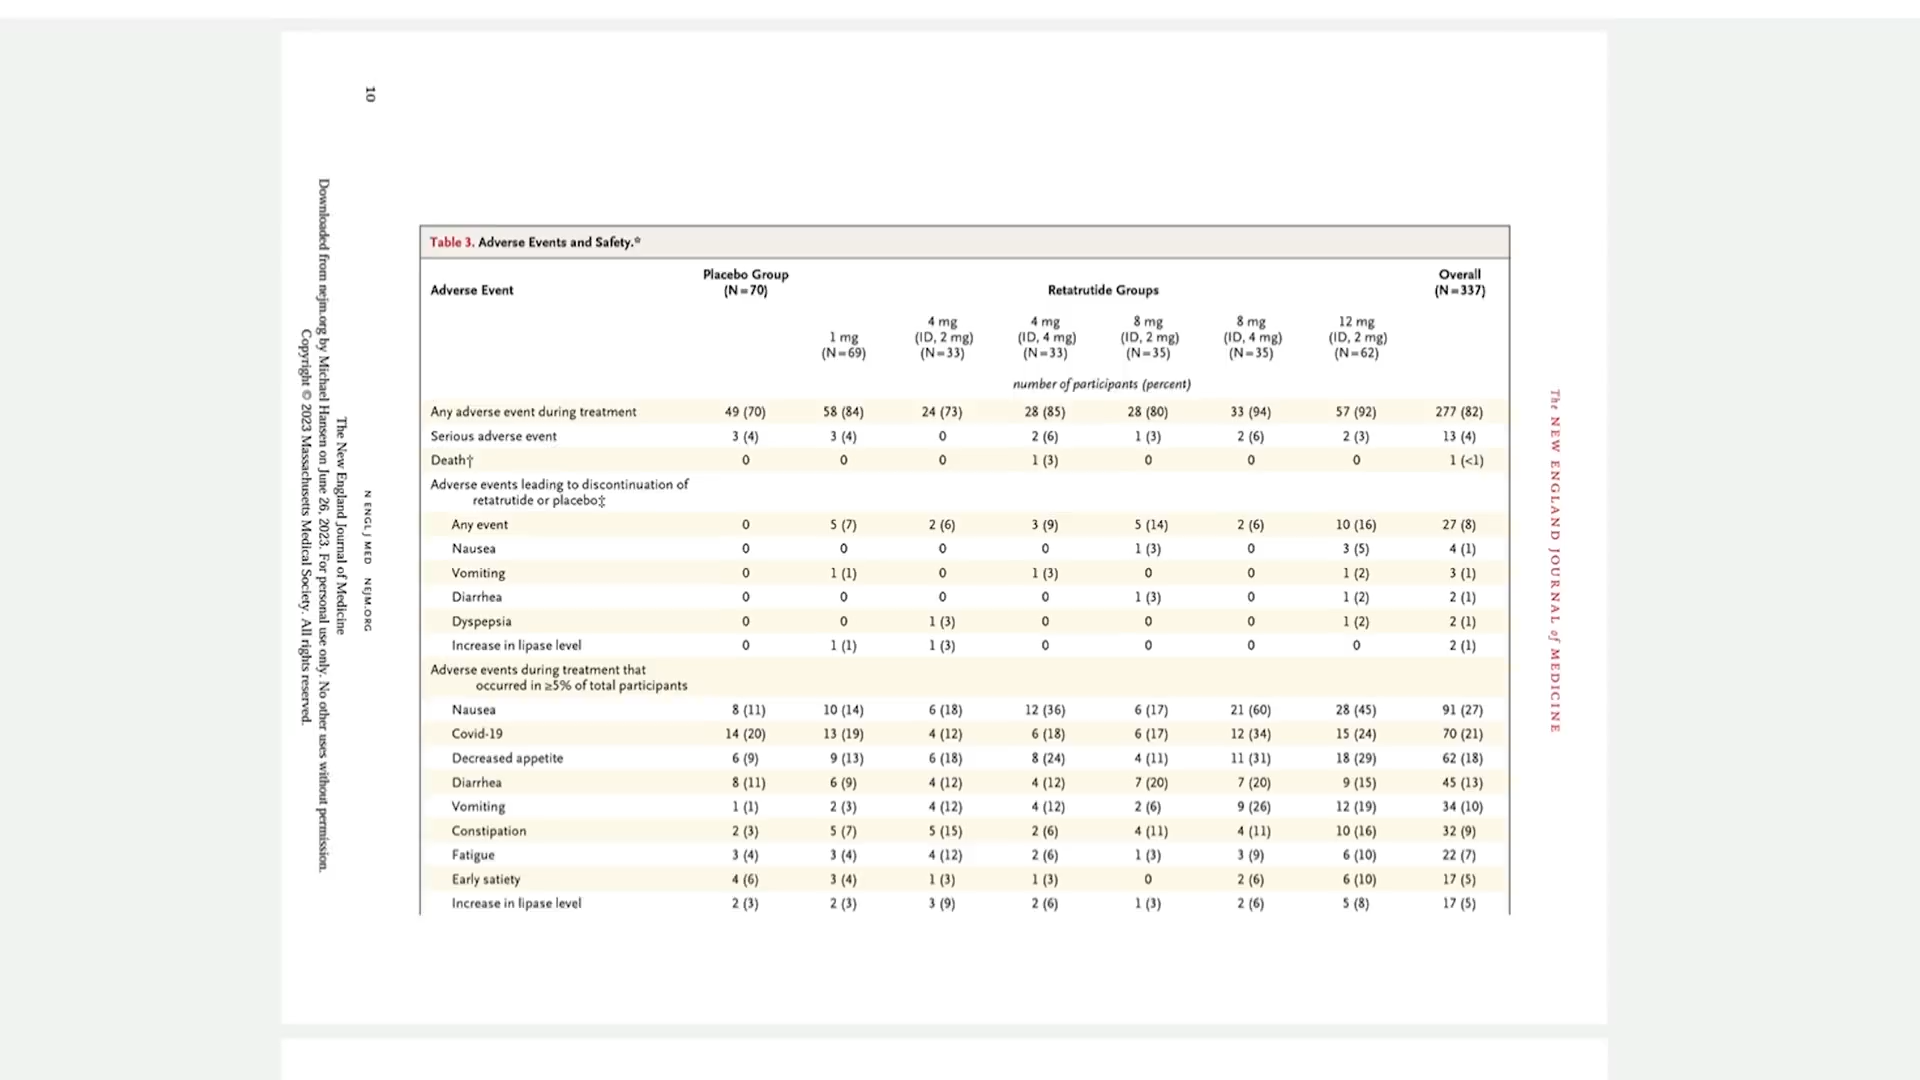 10
Downloaded from nejm.org by Michael Hansen on June 26, 2023. For personal use only. No other uses without permission.
Copyright © 2023 Massachusetts Medical Society. All rights reserved.
The New England Journal of Medicine
N ENGL J MED NEJM.ORG
Table 3. Adverse Events and Safety.*
Adverse Event Placebo Group (N=70) Retatrutide Groups Overall (N=337)
1 mg (N=69) 4 mg (ID, 2 mg) (N=33) 4 mg (ID, 4 mg) (N=33) 8 mg (ID, 2 mg) (N=35) 8 mg (ID, 4 mg) (N=35) 12 mg (ID, 2 mg) (N=62)
number of participants (percent)
Any adverse event during treatment 49 (70) 58 (84) 24 (73) 28 (85) 28 (80) 33 (94) 57 (92) 277 (82)
Serious adverse event 3 (4) 3 (4) 0 2 (6) 1 (3) 2 (6) 2 (3) 13 (4)
Death† 0 0 0 1 (3) 0 0 0 1 (<1)
Adverse events leading to discontinuation of
retatrutide or placebo‡
Any event 0 5 (7) 2 (6) 3 (9) 5 (14) 2 (6) 10 (16) 27 (8)
Nausea 0 0 0 0 1 (3) 0 3 (5) 4 (1)
Vomiting 0 1 (1) 0 1 (3) 0 0 1 (2) 3 (1)
Diarrhea 0 0 0 0 1 (3) 0 1 (2) 2 (1)
Dyspepsia 0 0 1 (3) 0 0 0 1 (2) 2 (1)
Increase in lipase level 0 1 (1) 1 (3) 0 0 0 0 2 (1)
Adverse events during treatment that
occurred in ≥5% of total participants
Nausea 8 (11) 10 (14) 6 (18) 12 (36) 6 (17) 21 (60) 28 (45) 91 (27)
Covid-19 14 (20) 13 (19) 4 (12) 6 (18) 6 (17) 12 (34) 15 (24) 70 (21)
Decreased appetite 6 (9) 9 (13) 6 (18) 8 (24) 4 (11) 11 (31) 18 (29) 62 (18)
Diarrhea 8 (11) 6 (9) 4 (12) 4 (12) 7 (20) 7 (20) 9 (15) 45 (13)
Vomiting 1 (1) 2 (3) 4 (12) 4 (12) 2 (6) 9 (26) 12 (19) 34 (10)
Constipation 2 (3) 5 (7) 5 (15) 2 (6) 4 (11) 4 (11) 10 (16) 32 (9)
Fatigue 3 (4) 3 (4) 4 (12) 2 (6) 1 (3) 3 (9) 6 (10) 22 (7)
Early satiety 4 (6) 3 (4) 1 (3) 1 (3) 0 2 (6) 6 (10) 17 (5)
Increase in lipase level 2 (3) 2 (3) 3 (9) 2 (6) 1 (3) 2 (6) 5 (8) 17 (5)
The NEW ENGLAND JOURNAL of MEDICINE